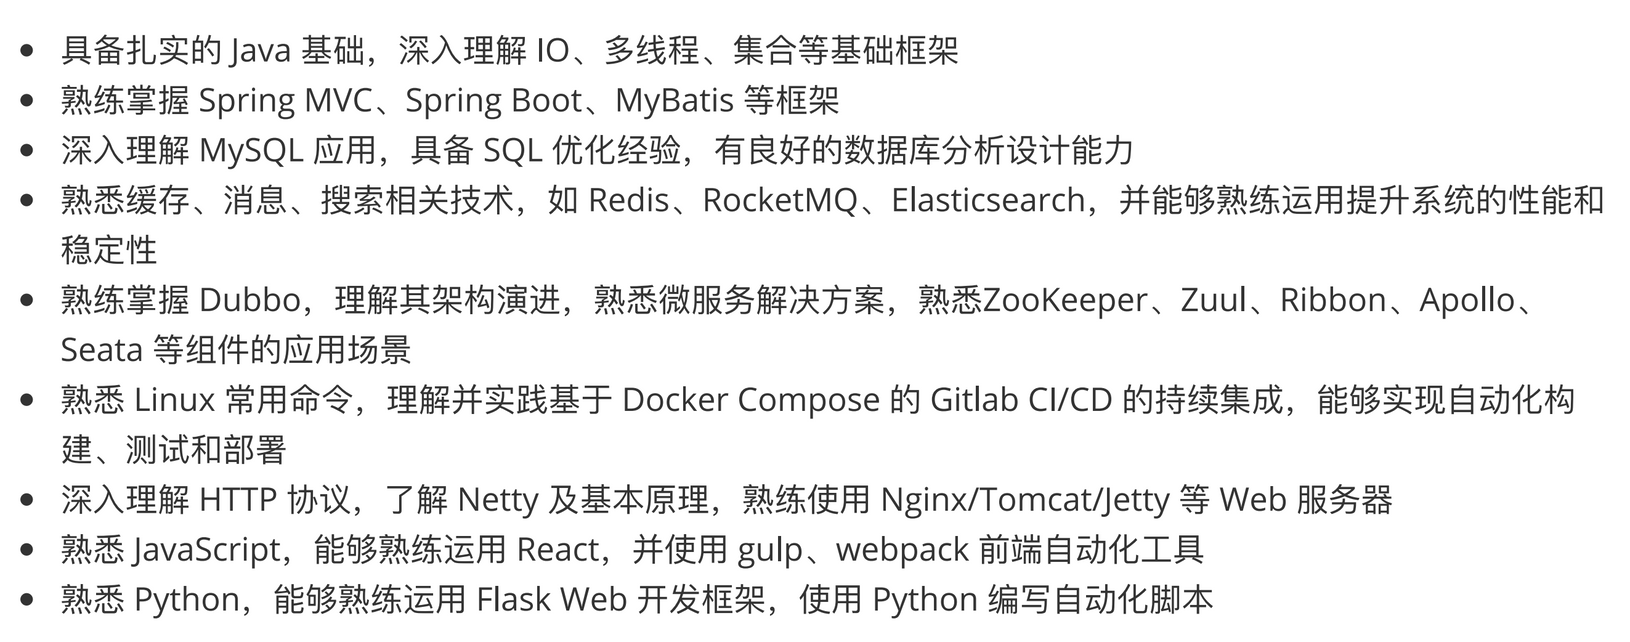 • 具备扎实的 Java 基础，深入理解 IO、多线程、集合等基础框架
• 熟练掌握 Spring MVC、Spring Boot、MyBatis 等框架
• 深入理解 MySQL 应用，具备 SQL 优化经验，有良好的数据库分析设计能力
• 熟悉缓存、消息、搜索相关技术，如 Redis、RocketMQ、Elasticsearch，并能够熟练运用提升系统的性能和
稳定性
• 熟练掌握 Dubbo，理解其架构演进，熟悉微服务解决方案，熟悉ZooKeeper、Zuul、Ribbon、Apollo、
Seata 等组件的应用场景
• 熟悉 Linux 常用命令，理解并实践基于 Docker Compose 的 Gitlab CI/CD 的持续集成，能够实现自动化构
建、测试和部署
• 深入理解 HTTP 协议，了解 Netty 及基本原理，熟练使用 Nginx/Tomcat/Jetty 等 Web 服务器
• 熟悉 JavaScript，能够熟练运用 React，并使用 gulp、webpack 前端自动化工具
• 熟悉 Python，能够熟练运用 Flask Web 开发框架，使用 Python 编写自动化脚本